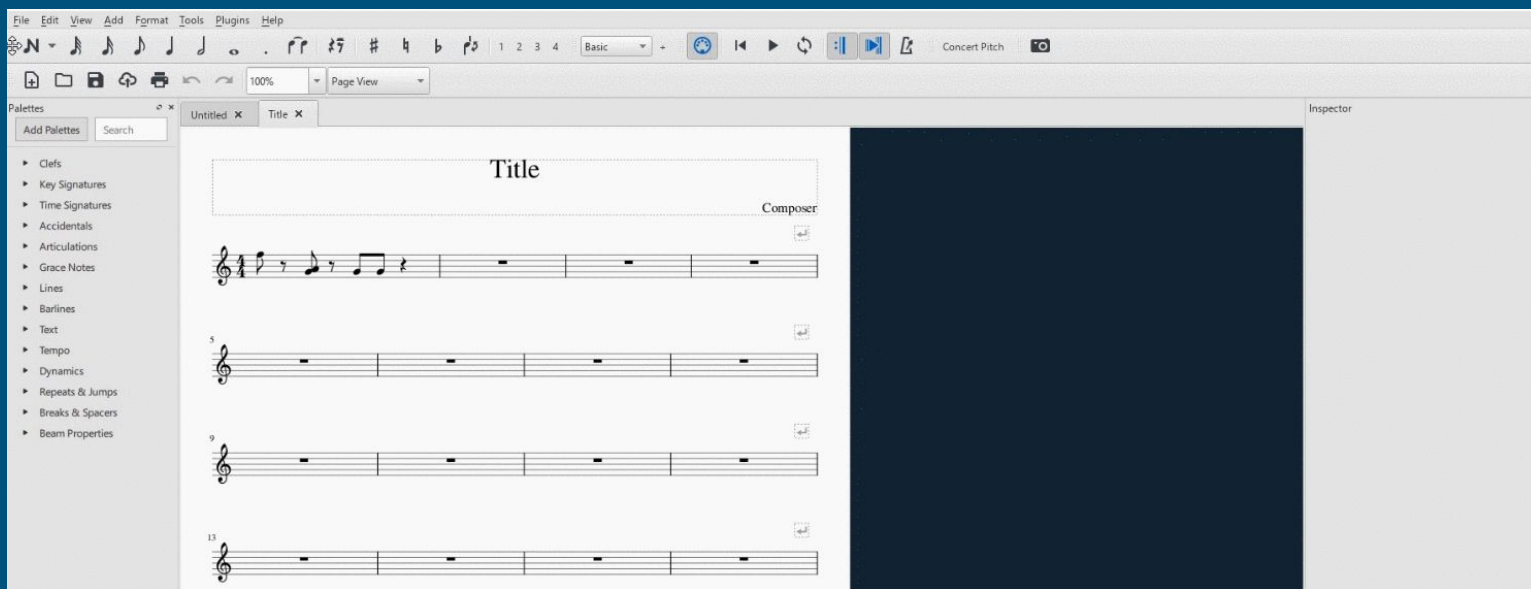 File Edit View Add Format Tools Plugins Help
N 1 2 3 4 Basic + Concert Pitch
100% Page View
Palettes
Untitled Title Inspector
Add Palettes Search
Clefs
Key Signatures
Time Signatures
Accidentals
Articulations
Grace Notes
Lines
Barlines
Text
Tempo
Dynamics
Repeats & Jumps
Breaks & Spacers
Beam Properties
Title
Composer
4
4
5
9
13